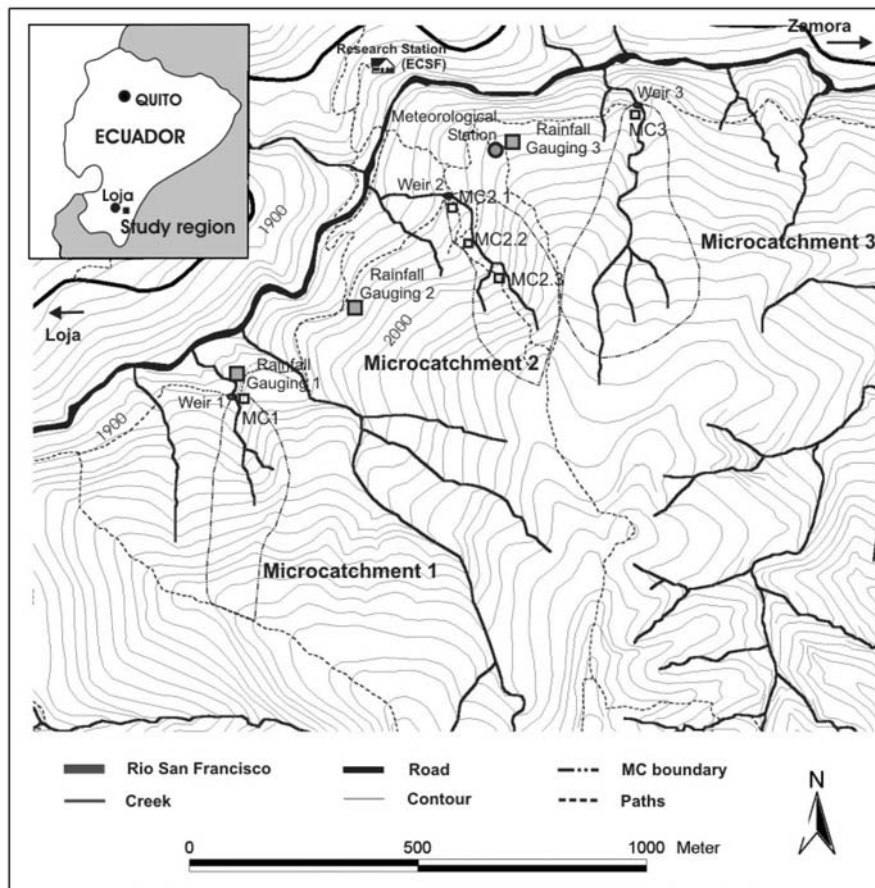 Zamora
Research Station
(ECSF)
QUITO
ECUADOR
Loja
Study region
Weir 3
MC3
Meteorological
Station
Rainfall
Gauging 3
Weir 2
MC2.1
MC2.2
MC2.3
Microcatchment 3
1900
Rainfall
Gauging 2
2000
Loja
Microcatchment 2
Rainfall
Gauging 1
Weir 1
MC1
1900
Microcatchment 1
Rio San Francisco
Road
MC boundary
Creek
Contour
Paths
N
0
500
1000 Meter